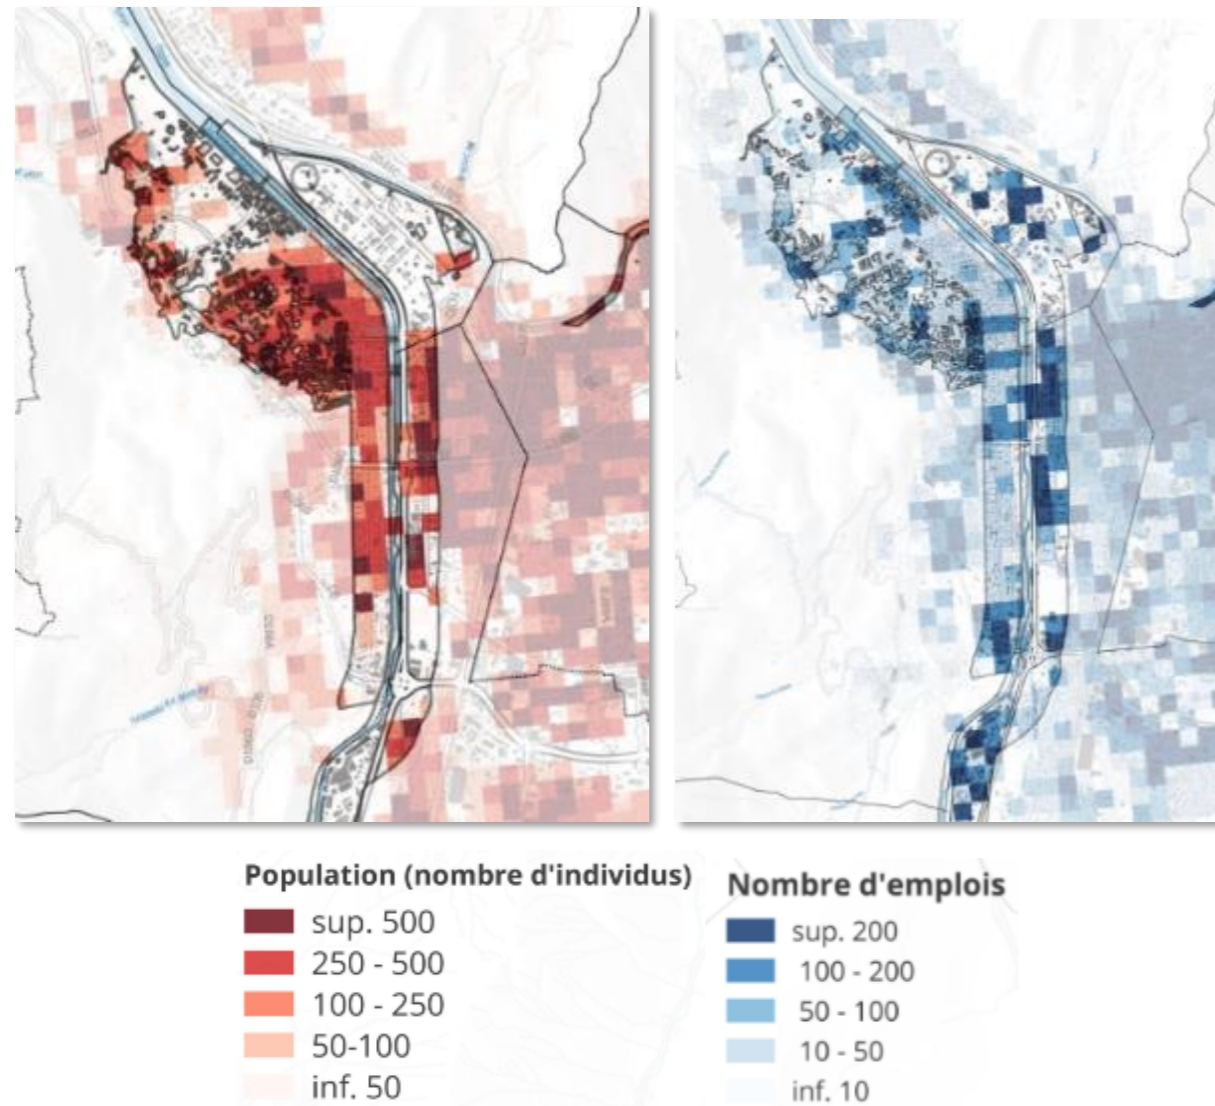 Population (nombre d'individus)
sup. 500
250 - 500
100 - 250
50-100
inf. 50
Nombre d'emplois
sup. 200
100 - 200
50 - 100
10 - 50
inf. 10